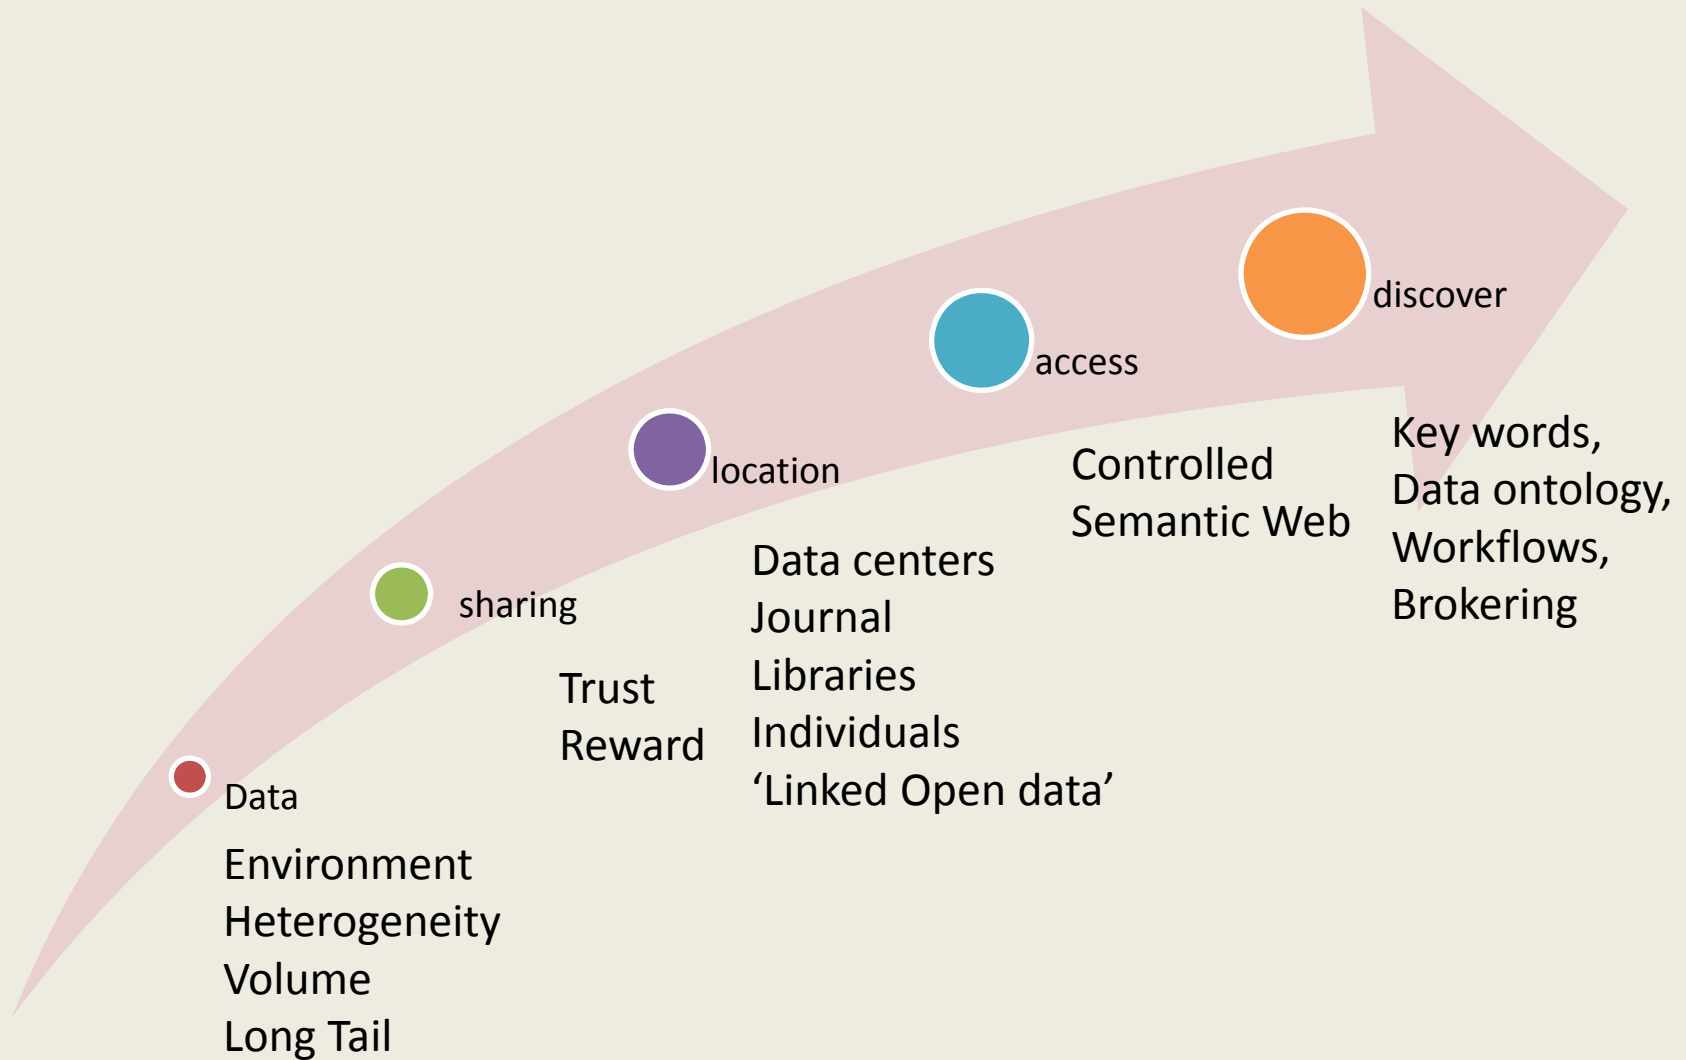 Data
Environment
Heterogeneity
Volume
Long Tail
sharing
Trust
Reward
location
Data centers
Journal
Libraries
Individuals
‘Linked Open data’
access
Controlled
Semantic Web
discover
Key words,
Data ontology,
Workflows,
Brokering